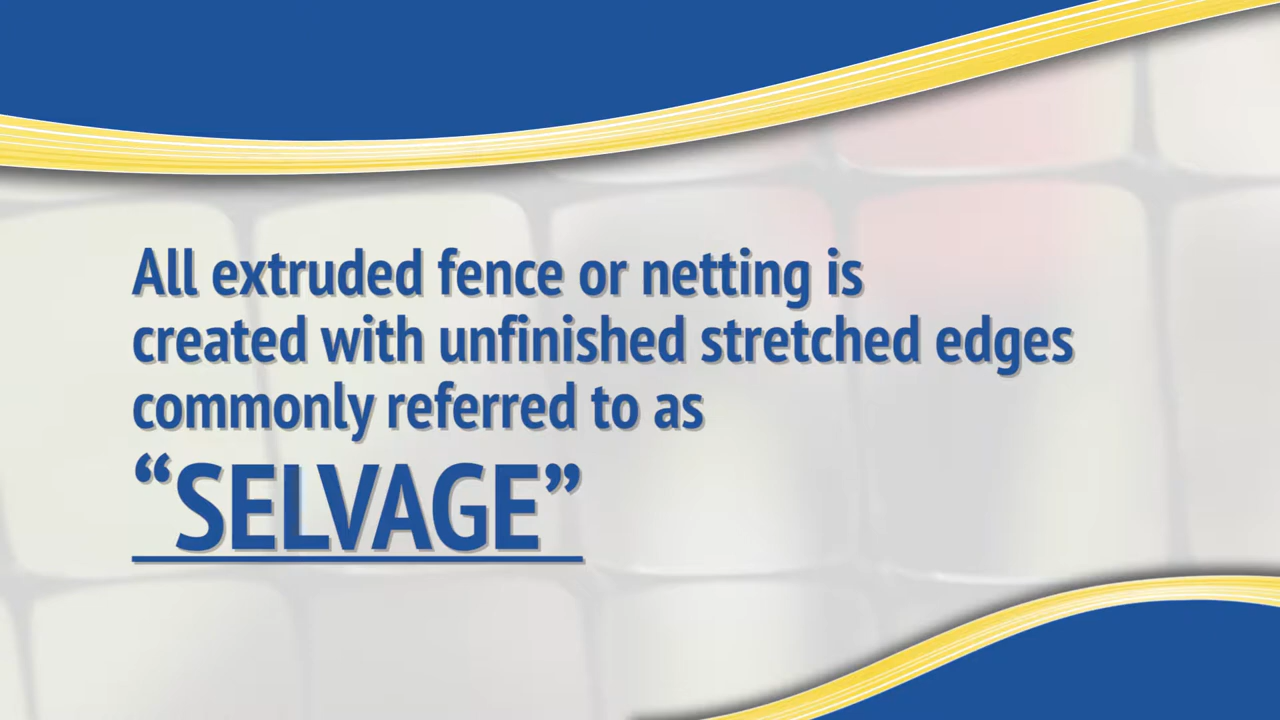 All extruded fence or netting is
created with unfinished stretched edges
commonly referred to as
“SELVAGE”